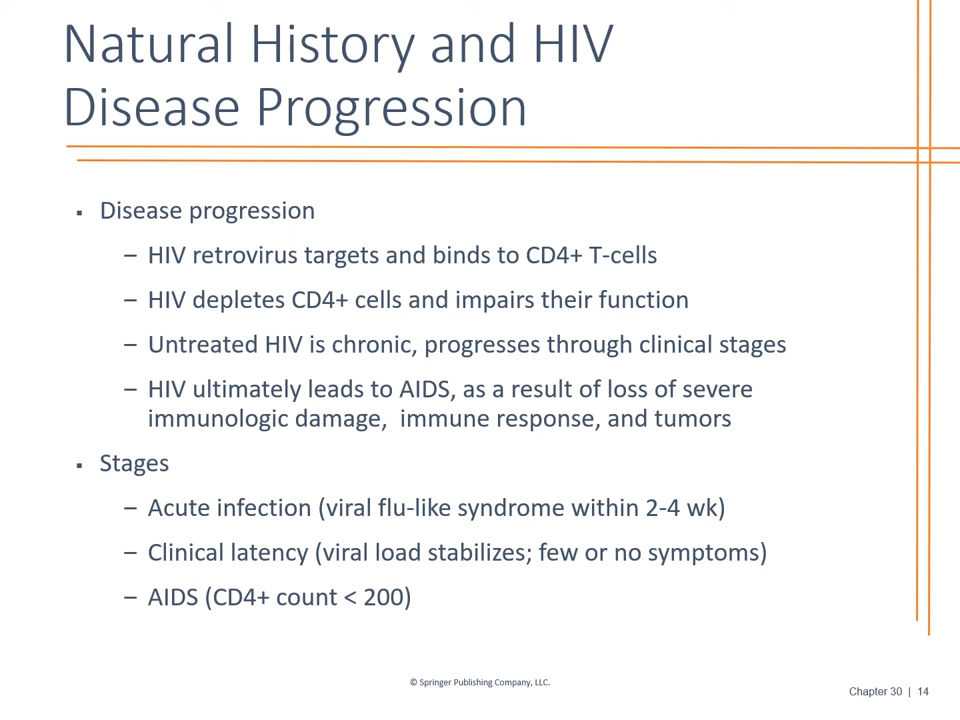 Natural History and HIV
Disease Progression
▪ Disease progression
– HIV retrovirus targets and binds to CD4+ T-cells
– HIV depletes CD4+ cells and impairs their function
– Untreated HIV is chronic, progresses through clinical stages
– HIV ultimately leads to AIDS, as a result of loss of severe
immunologic damage,  immune response, and tumors
▪ Stages
– Acute infection (viral flu-like syndrome within 2-4 wk)
– Clinical latency (viral load stabilizes; few or no symptoms)
– AIDS (CD4+ count < 200)
© Springer Publishing Company, LLC.
Chapter 30 | 14